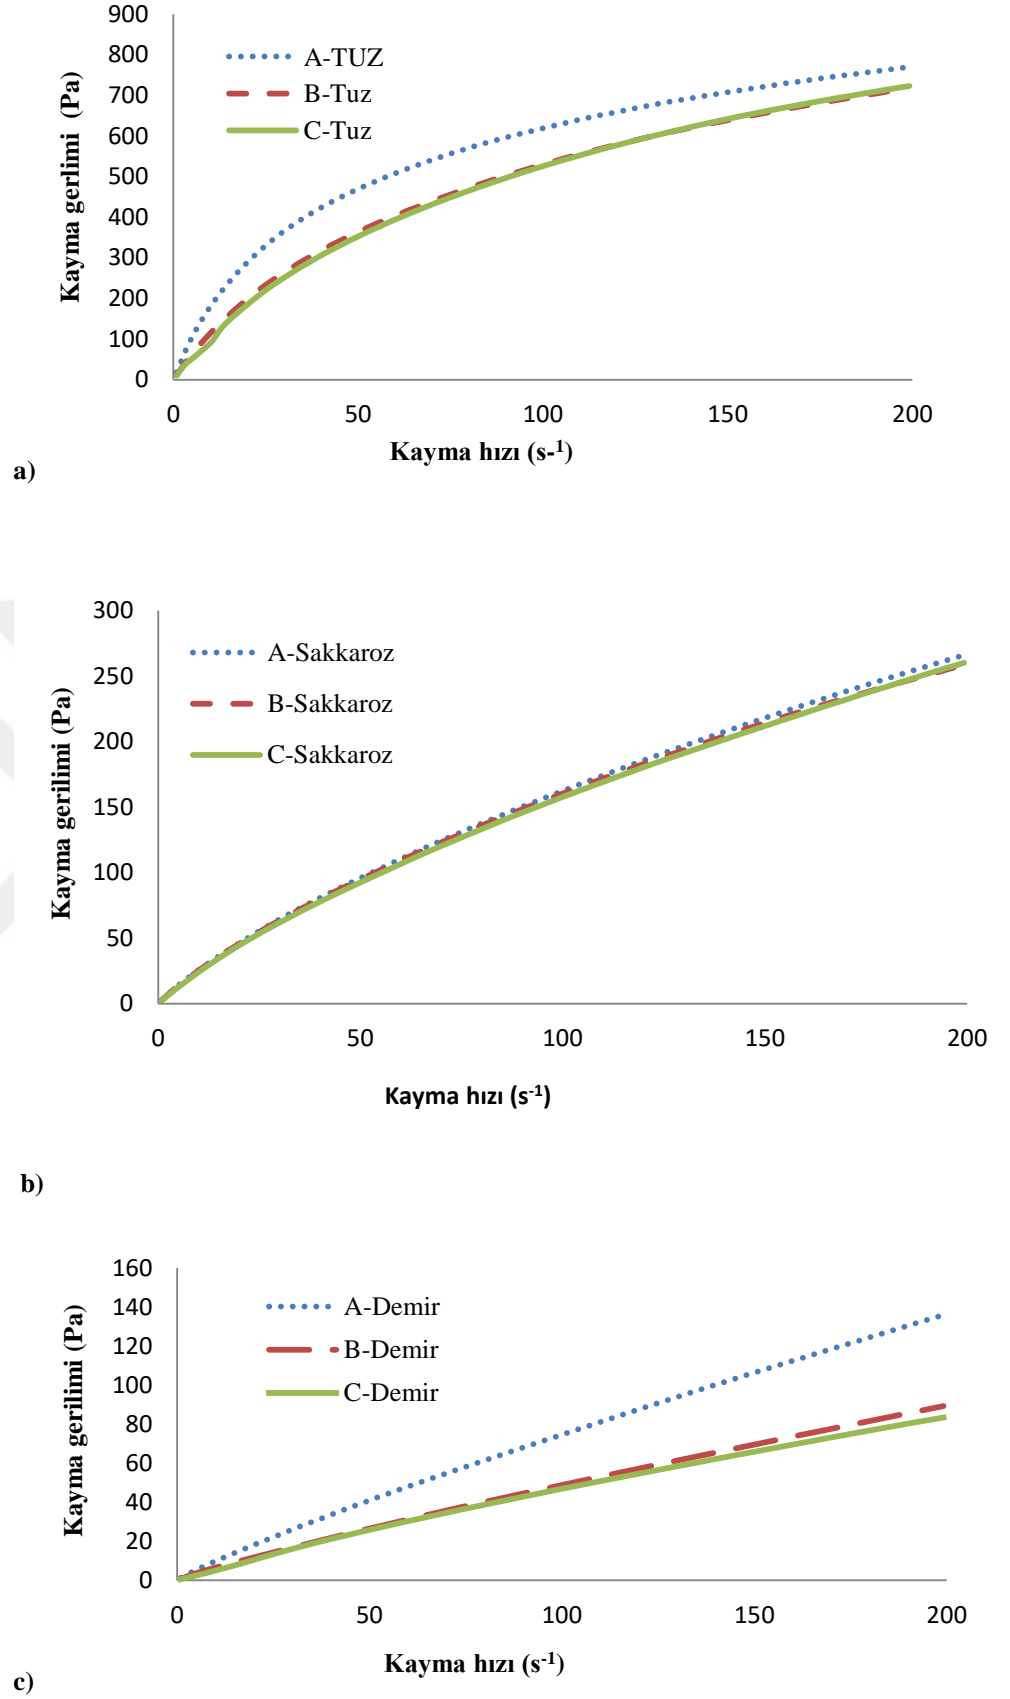 900
800
700
600
500
400
300
200
100
0
Kayma gerlimi (Pa)
A-TUZ
B-Tuz
C-Tuz
0 50 100 150 200
Kayma hızı (s-¹)
a)
300
250
200
150
100
50
0
Kayma gerilimi (Pa)
A-Sakkaroz
B-Sakkaroz
C-Sakkaroz
0 50 100 150 200
Kayma hızı (s⁻¹)
b)
160
140
120
100
80
60
40
20
0
Kayma gerilimi (Pa)
A-Demir
B-Demir
C-Demir
0 50 100 150 200
Kayma hızı (s⁻¹)
c)